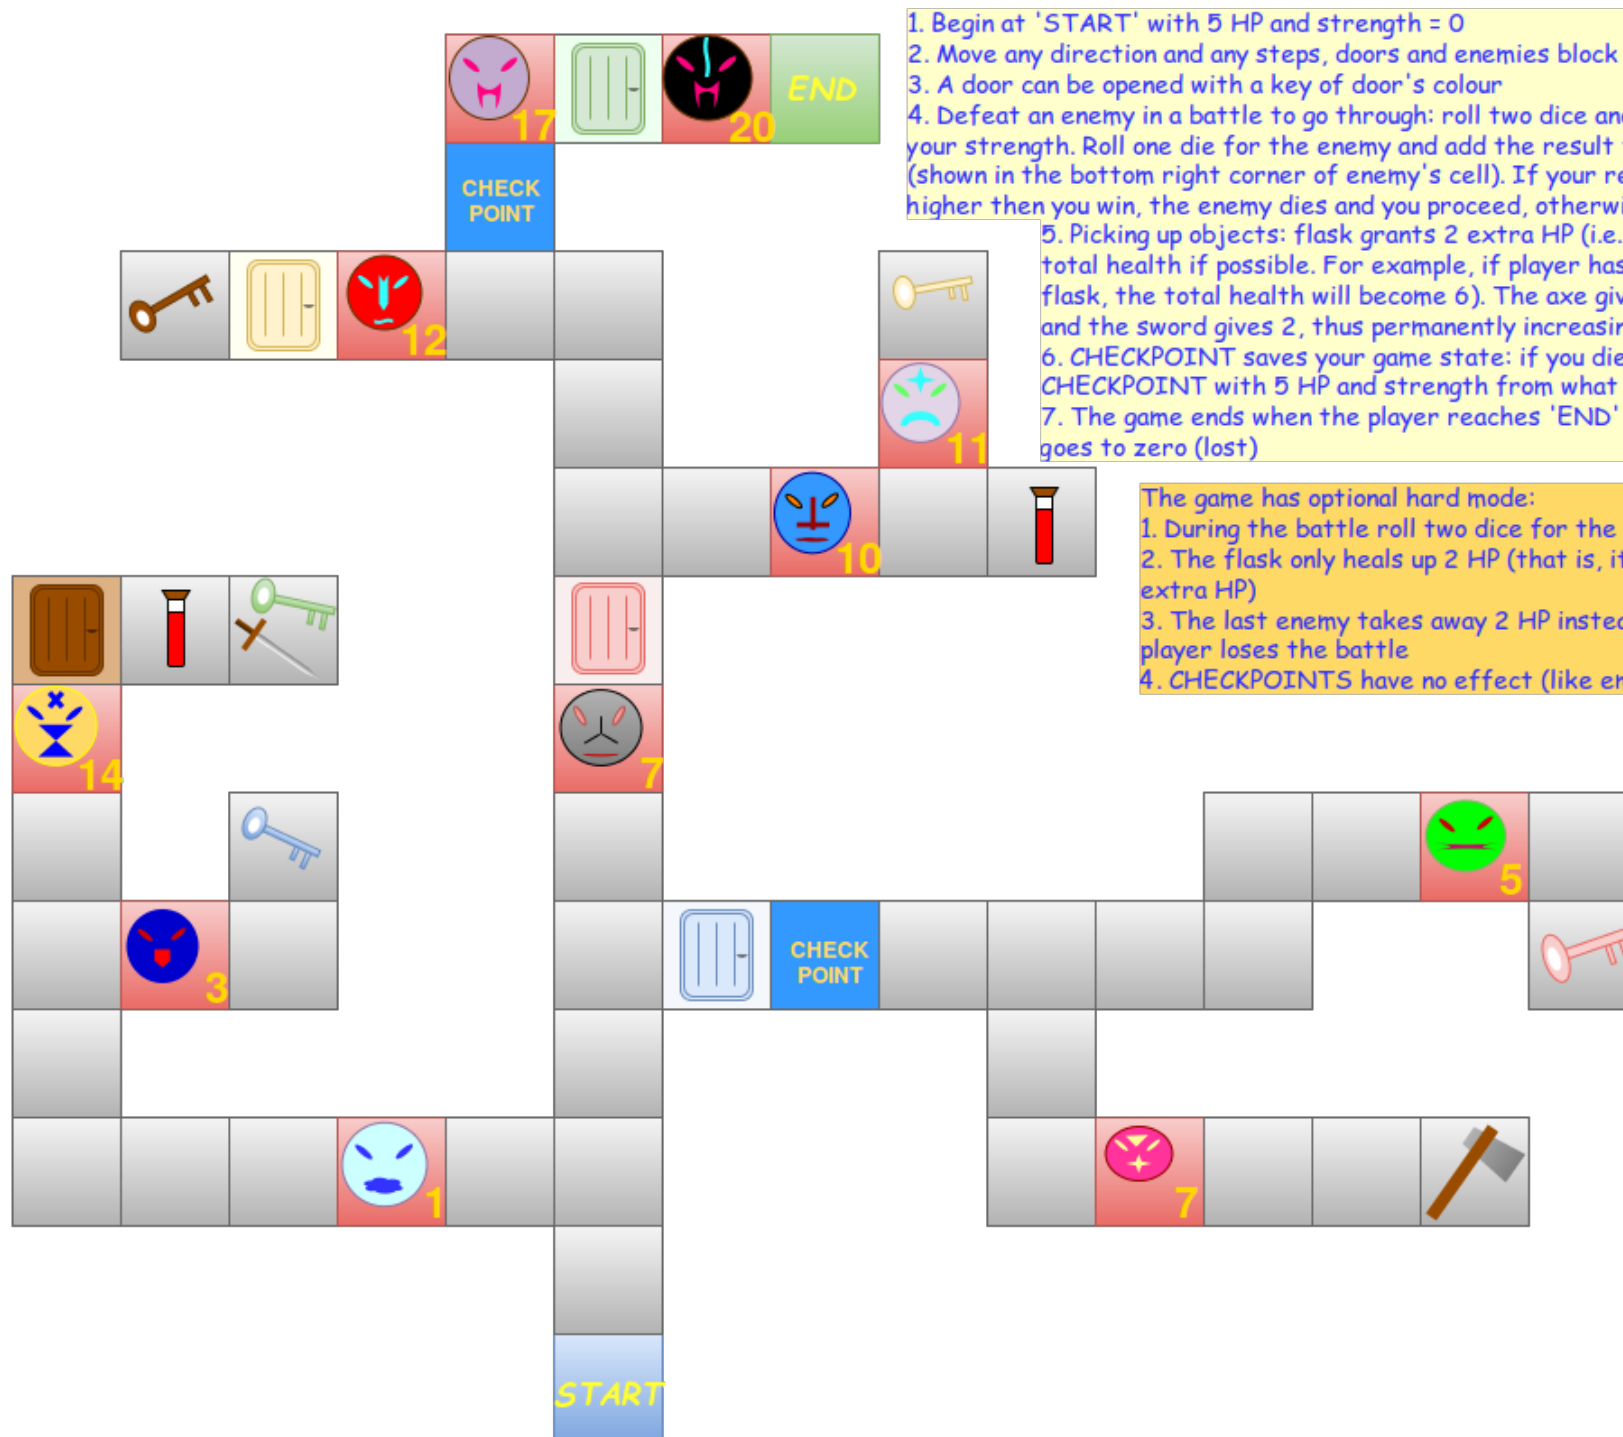 1. Begin at 'START' with 5 HP and strength = 0
2. Move any direction and any steps, doors and enemies block
3. A door can be opened with a key of door's colour
4. Defeat an enemy in a battle to go through: roll two dice and
your strength. Roll one die for the enemy and add the result
(shown in the bottom right corner of enemy's cell). If your re
higher then you win, the enemy dies and you proceed, otherwi
5. Picking up objects: flask grants 2 extra HP (i.e.
total health if possible. For example, if player has
flask, the total health will become 6). The axe giv
and the sword gives 2, thus permanently increasin
6. CHECKPOINT saves your game state: if you die
CHECKPOINT with 5 HP and strength from what
7. The game ends when the player reaches 'END'
goes to zero (lost)
The game has optional hard mode:
1. During the battle roll two dice for the
2. The flask only heals up 2 HP (that is, it
extra HP)
3. The last enemy takes away 2 HP instea
player loses the battle
4. CHECKPOINTS have no effect (like em
17
20
END
CHECK
POINT
12
11
10
14
7
5
3
CHECK
POINT
1
7
START